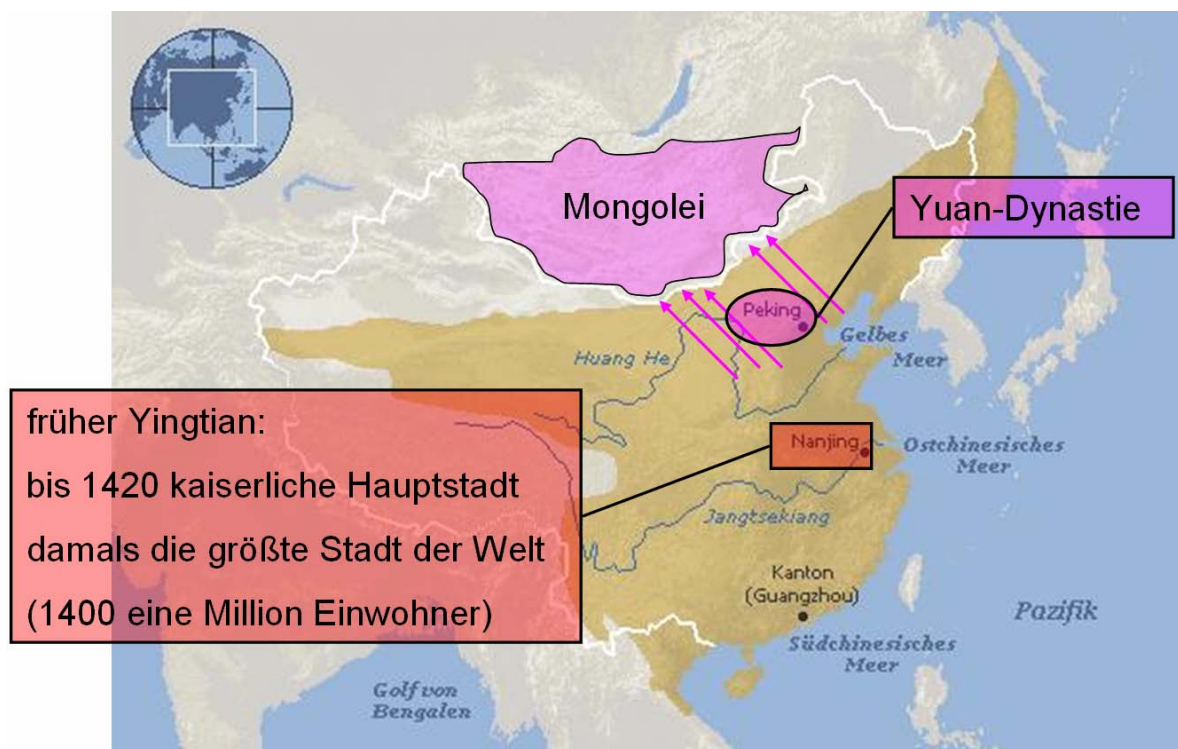 Mongolei
Yuan-Dynastie
Peking
Gelbes
Meer
Huang He
früher Yingtian:
bis 1420 kaiserliche Hauptstadt
damals die größte Stadt der Welt
(1400 eine Million Einwohner)
Nanjing
Ostchinesisches
Meer
Jangtsekiang
Kanton
(Guangzhou)
Pazifik
Südchinesisches
Meer
Golf von
Bengalen